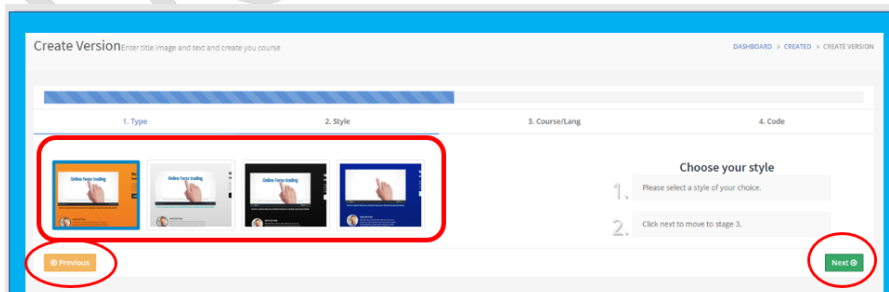 Create Version Enter title image and text and create you course
DASHBOARD > CREATED > CREATE VERSION
1. Type
2. Style
3. Course/Lang
4. Code
Online Forex trading
Online Forex trading
Online Forex trading
Choose your style
1. Please select a style of your choice.
2. Click next to move to stage 3.
Previous
Next